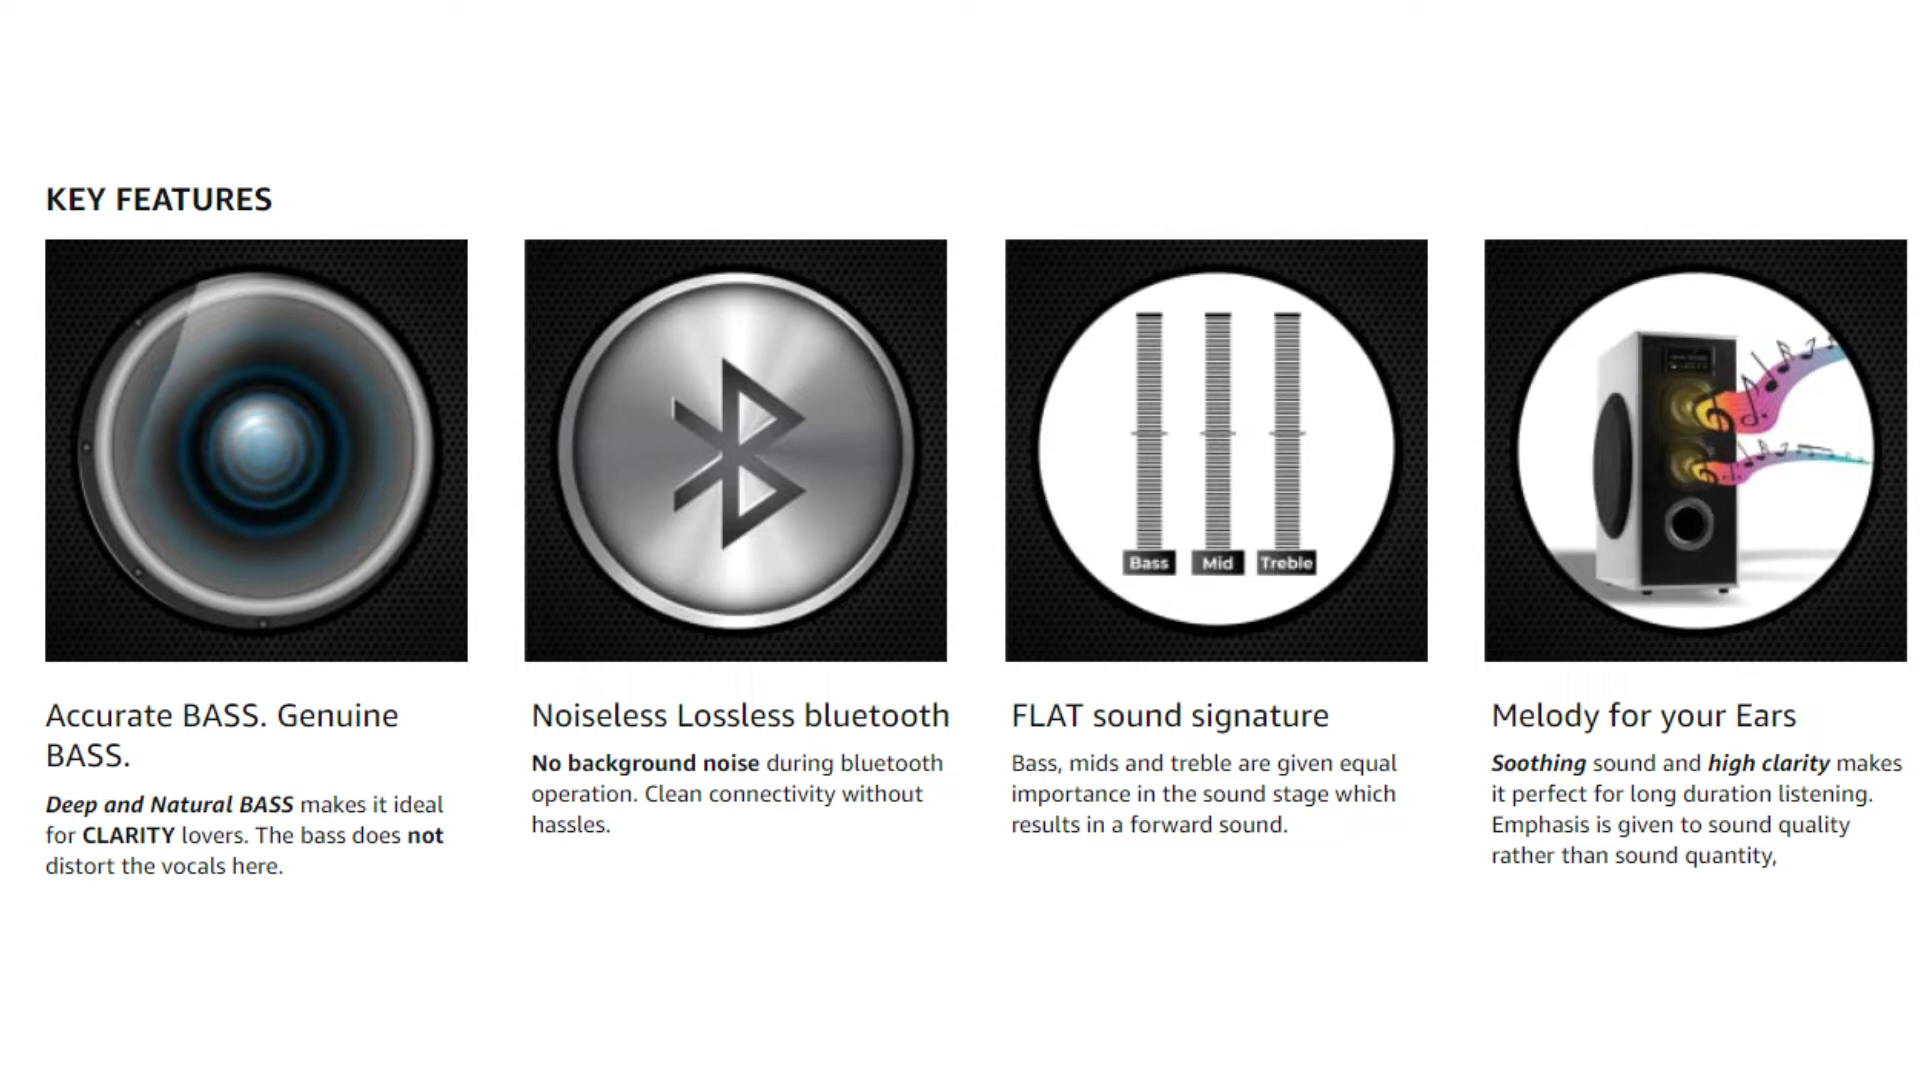 KEY FEATURES
Bass
Mid
Treble
Accurate BASS. Genuine
BASS.
Deep and Natural BASS makes it ideal
for CLARITY lovers. The bass does not
distort the vocals here.
Noiseless Lossless bluetooth
No background noise during bluetooth
operation. Clean connectivity without
hassles.
FLAT sound signature
Bass, mids and treble are given equal
importance in the sound stage which
results in a forward sound.
Melody for your Ears
Soothing sound and high clarity makes
it perfect for long duration listening.
Emphasis is given to sound quality
rather than sound quantity,